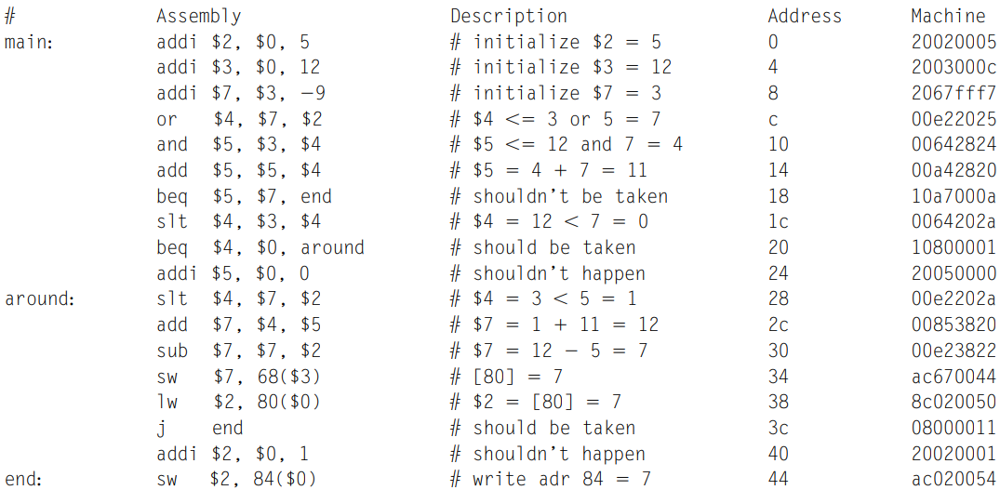 # Assembly Description Address Machine
main: addi $2, $0, 5 # initialize $2 = 5 0 20020005
addi $3, $0, 12 # initialize $3 = 12 4 2003000c
addi $7, $3, −9 # initialize $7 = 3 8 2067fff7
or $4, $7, $2 # $4 <= 3 or 5 = 7 c 00e22025
and $5, $3, $4 # $5 <= 12 and 7 = 4 10 00642824
add $5, $5, $4 # $5 = 4 + 7 = 11 14 00a42820
beq $5, $7, end # shouldn’t be taken 18 10a7000a
slt $4, $3, $4 # $4 = 12 < 7 = 0 1c 0064202a
beq $4, $0, around # should be taken 20 10800001
addi $5, $0, 0 # shouldn’t happen 24 20050000
around: slt $4, $7, $2 # $4 = 3 < 5 = 1 28 00e2202a
add $7, $4, $5 # $7 = 1 + 11 = 12 2c 00853820
sub $7, $7, $2 # $7 = 12 − 5 = 7 30 00e23822
sw $7, 68($3) # [80] = 7 34 ac670044
lw $2, 80($0) # $2 = [80] = 7 38 8c020050
j end # should be taken 3c 08000011
addi $2, $0, 1 # shouldn’t happen 40 20020001
end: sw $2, 84($0) # write adr 84 = 7 44 ac020054